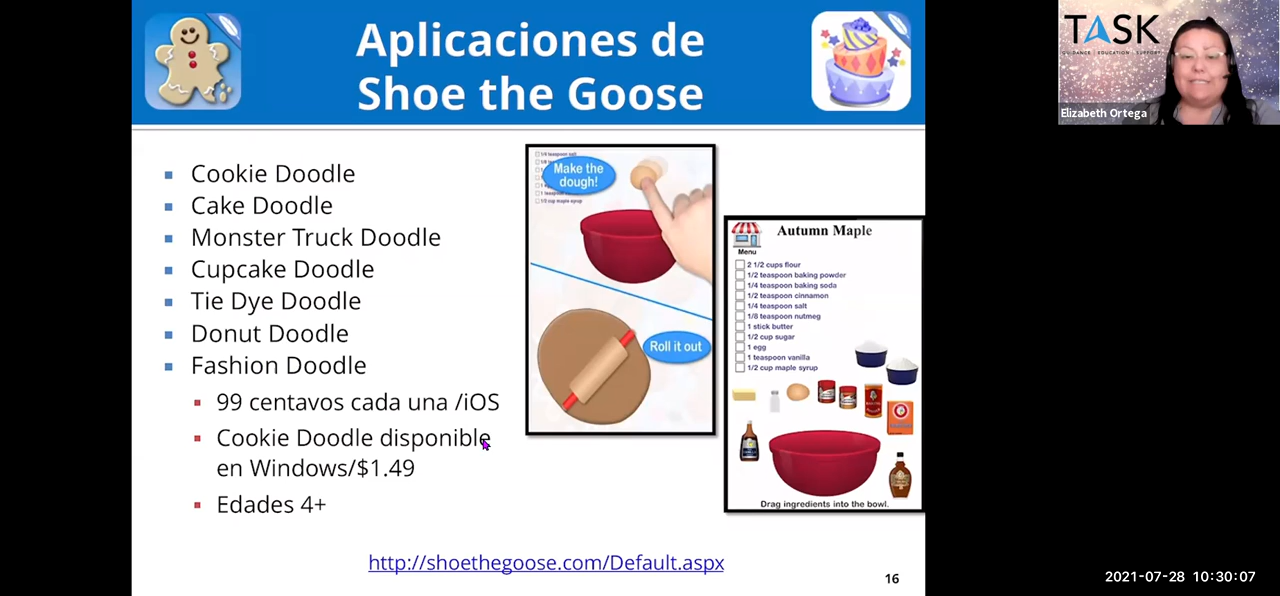 Aplicaciones de
Shoe the Goose
Cookie Doodle
Cake Doodle
Monster Truck Doodle
Cupcake Doodle
Tie Dye Doodle
Donut Doodle
Fashion Doodle
99 centavos cada una /iOS
Cookie Doodle disponible
en Windows/$1.49
Edades 4+
Make the
dough!
1/2 cup maple syrup
Roll it out
Autumn Maple
Menu
2 1/2 cups flour
1/2 teaspoon baking powder
1/4 teaspoon baking soda
1/2 teaspoon cinnamon
1/4 teaspoon salt
1/8 teaspoon nutmeg
1 stick butter
1/2 cup sugar
1 egg
1 teaspoon vanilla
1/2 cup maple syrup
Drag ingredients into the bowl.
http://shoethegoose.com/Default.aspx
16
TASK
Elizabeth Ortega
2021-07-28 10:30:07